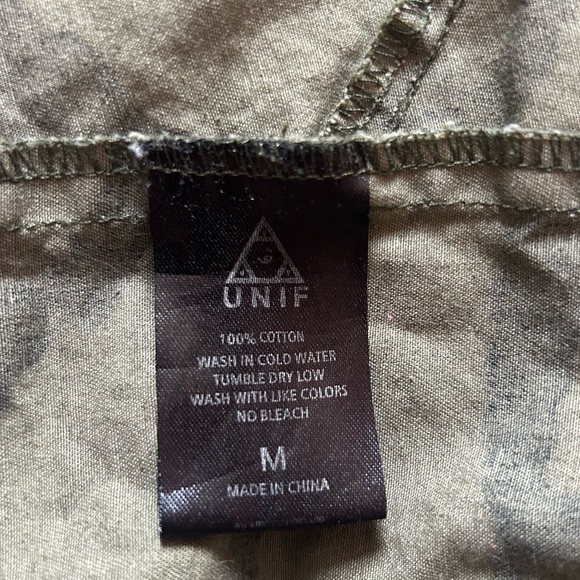 UNIF
100% COTTON
WASH IN COLD WATER
TUMBLE DRY LOW
WASH WITH LIKE COLORS
NO BLEACH
M
MADE IN CHINA